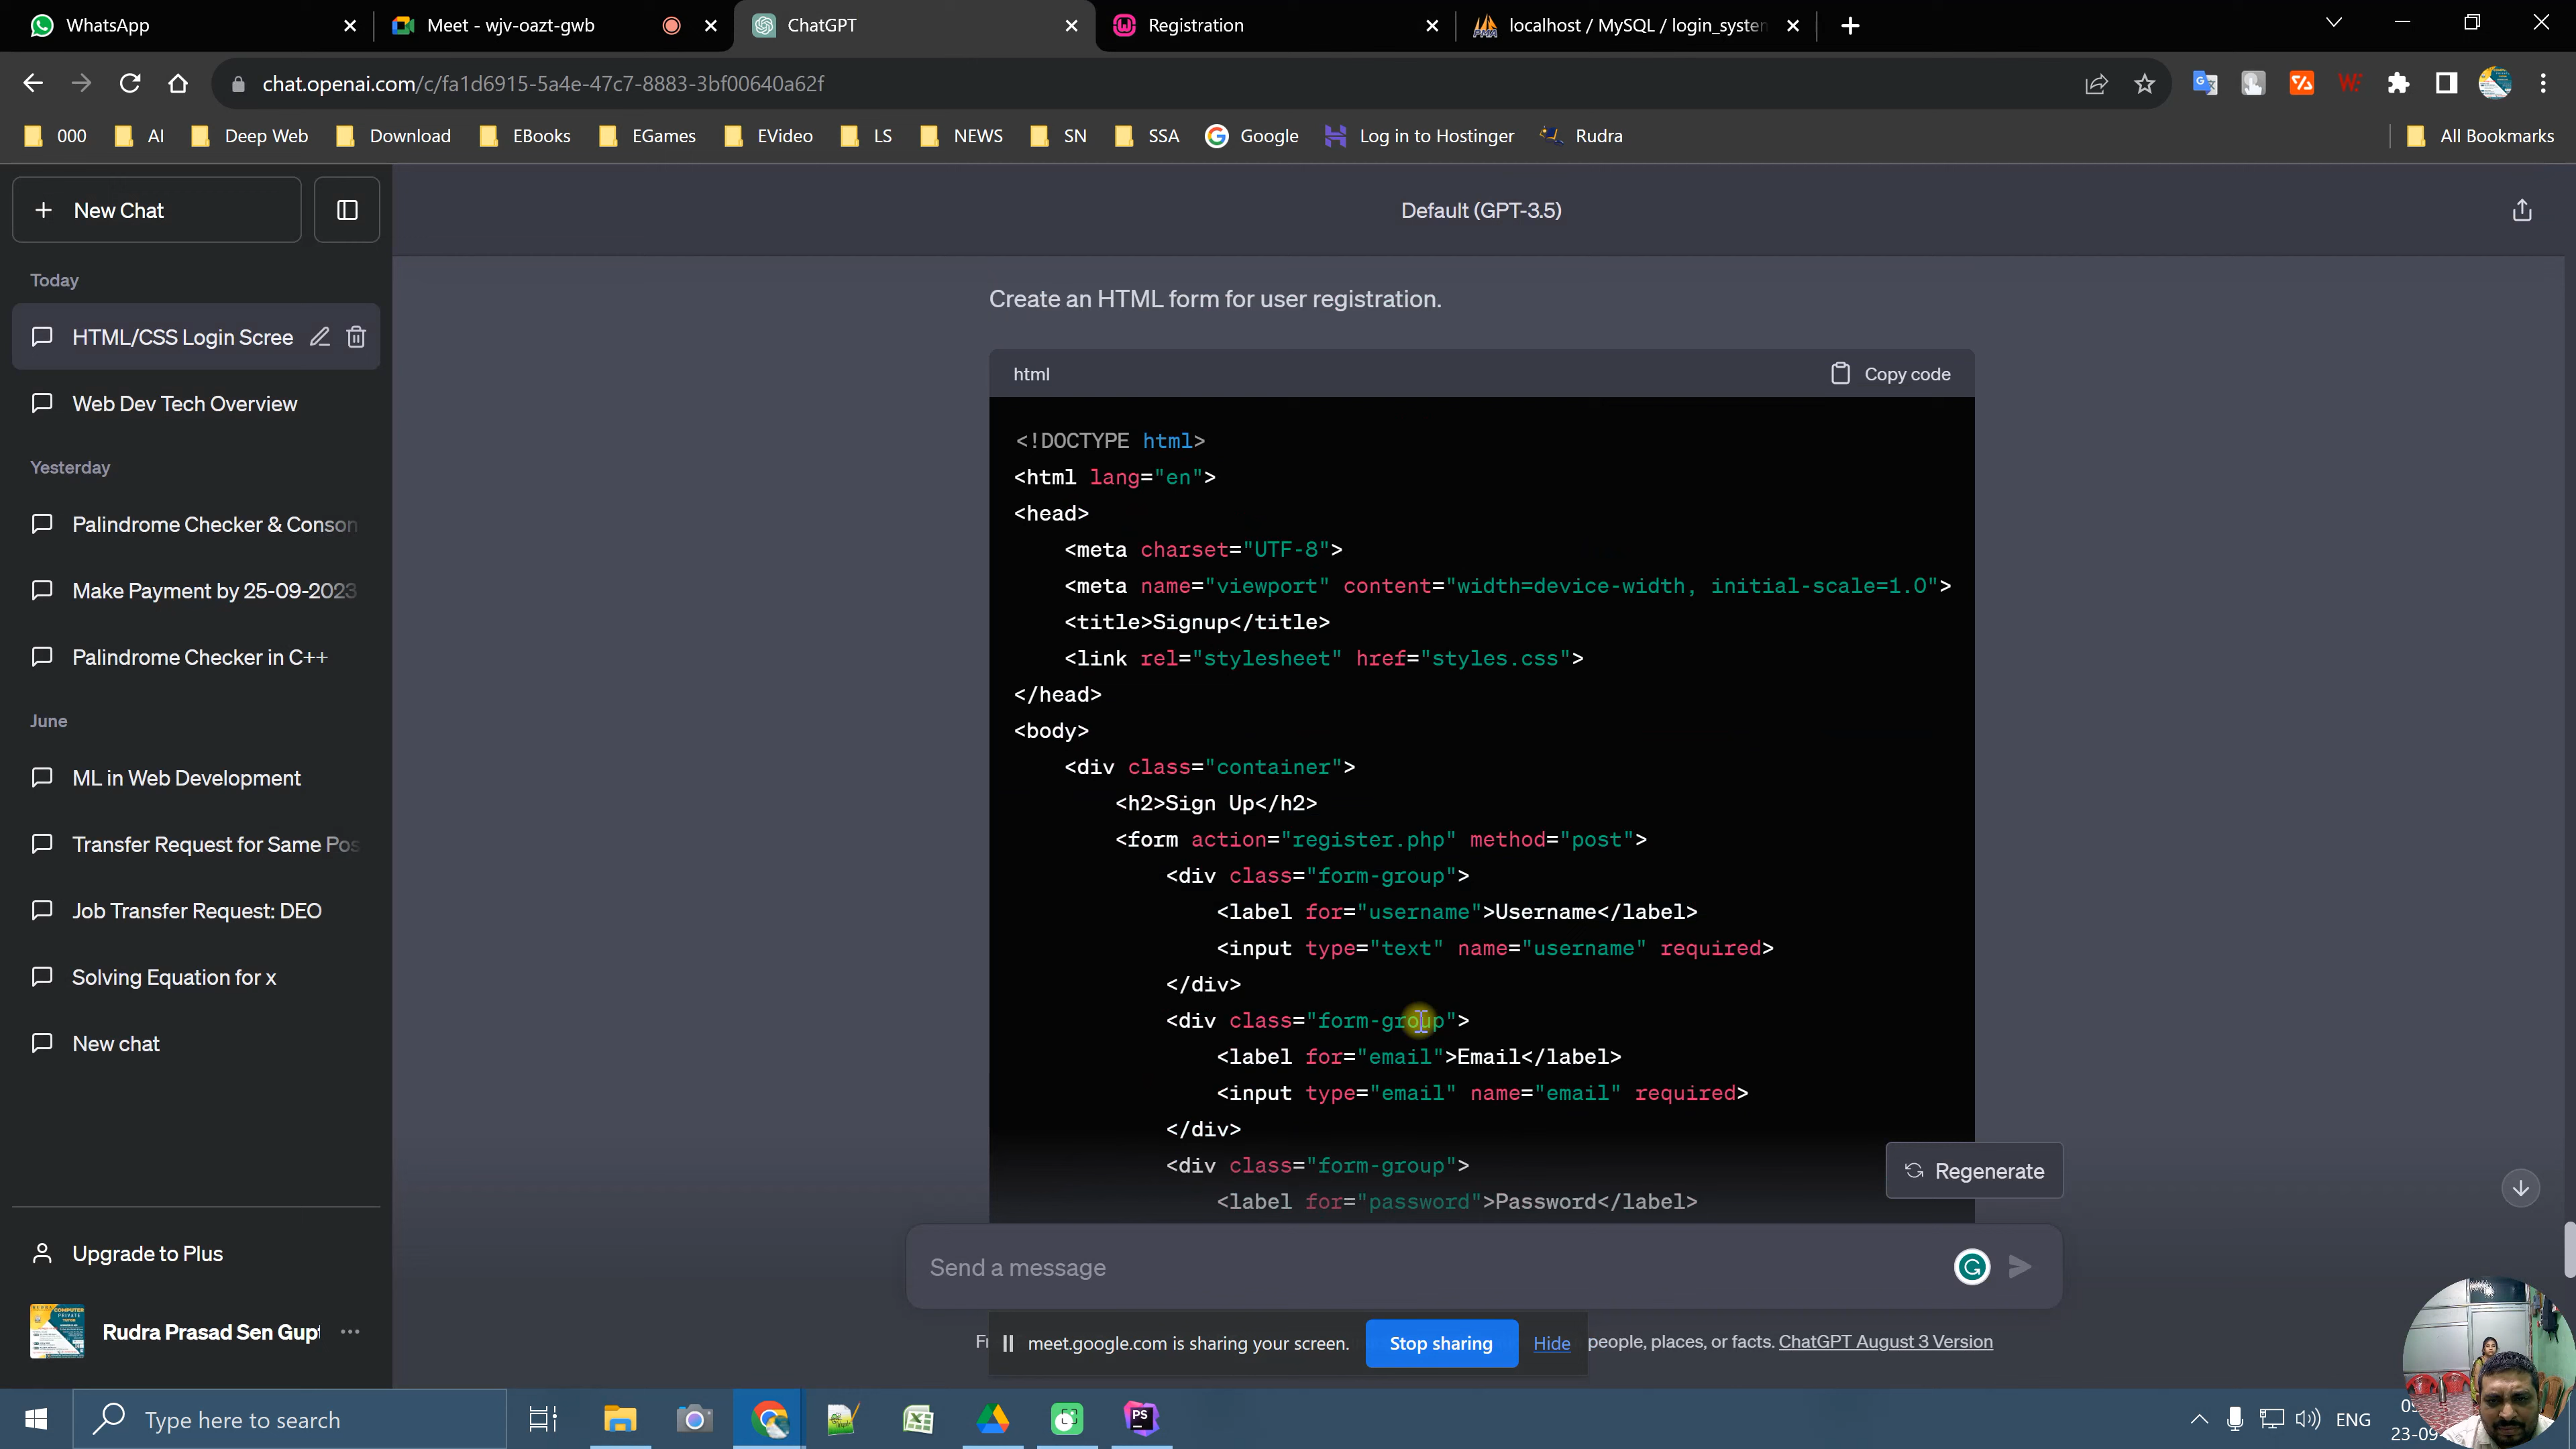 WhatsApp
Meet - wjv-oazt-gwb
ChatGPT
Registration
localhost / MySQL / login_system
chat.openai.com/c/fa1d6915-5a4e-47c7-8883-3bf00640a62f
000
AI
Deep Web
Download
EBooks
EGames
EVideo
LS
NEWS
SN
SSA
Google
Log in to Hostinger
Rudra
All Bookmarks
New Chat
Default (GPT-3.5)
Today
HTML/CSS Login Scree
Web Dev Tech Overview
Yesterday
Palindrome Checker & Conson
Make Payment by 25-09-2023
Palindrome Checker in C++
June
ML in Web Development
Transfer Request for Same Pos
Job Transfer Request: DEO
Solving Equation for x
New chat
Upgrade to Plus
Rudra Prasad Sen Gupt
Create an HTML form for user registration.
html
Copy code
<!DOCTYPE html>
<html lang="en">
<head>
<meta charset="UTF-8">
<meta name="viewport" content="width=device-width, initial-scale=1.0">
<title>Signup</title>
<link rel="stylesheet" href="styles.css">
</head>
<body>
<div class="container">
<h2>Sign Up</h2>
<form action="register.php" method="post">
<div class="form-group">
<label for="username">Username</label>
<input type="text" name="username" required>
</div>
<div class="form-group">
<label for="email">Email</label>
<input type="email" name="email" required>
</div>
<div class="form-group">
<label for="password">Password</label>
Regenerate
Send a message
meet.google.com is sharing your screen.
Stop sharing
Hide
people, places, or facts. ChatGPT August 3 Version
Type here to search
PS
ENG
23-09